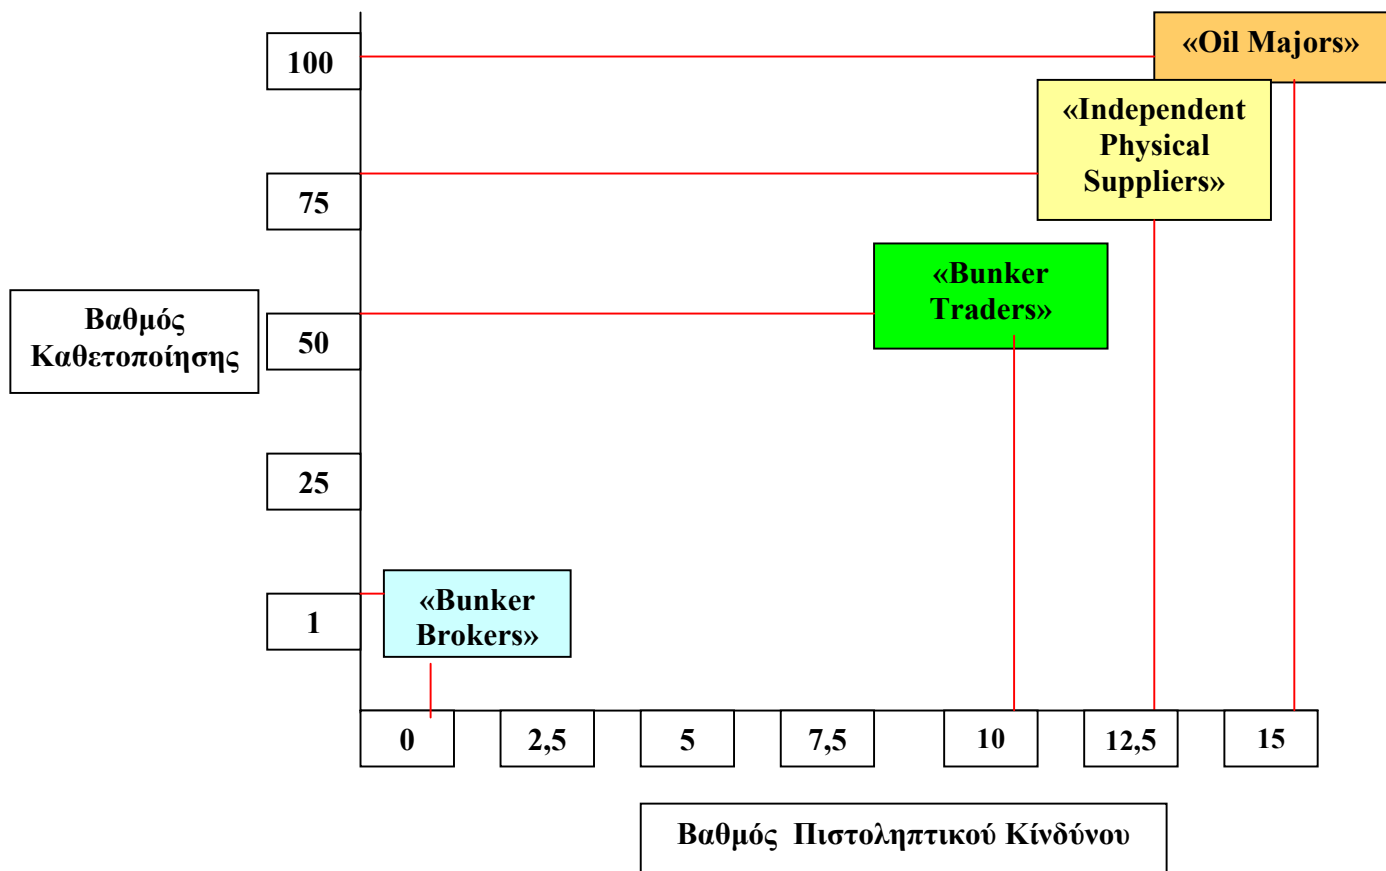 «Oil Majors»
100
«Independent
Physical
Suppliers»
75
«Bunker
Traders»
Βαθμός
Καθετοποίησης
50
25
«Bunker
Brokers»
1
0
2,5
5
7,5
10
12,5
15
Βαθμός Πιστοληπτικού Κίνδύνου